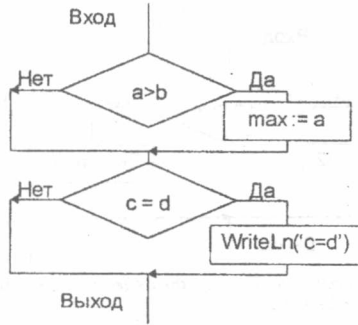 Вход
Нет
a>b
Да
max := a
Нет
c = d
Да
WriteLn('c=d')
Выход